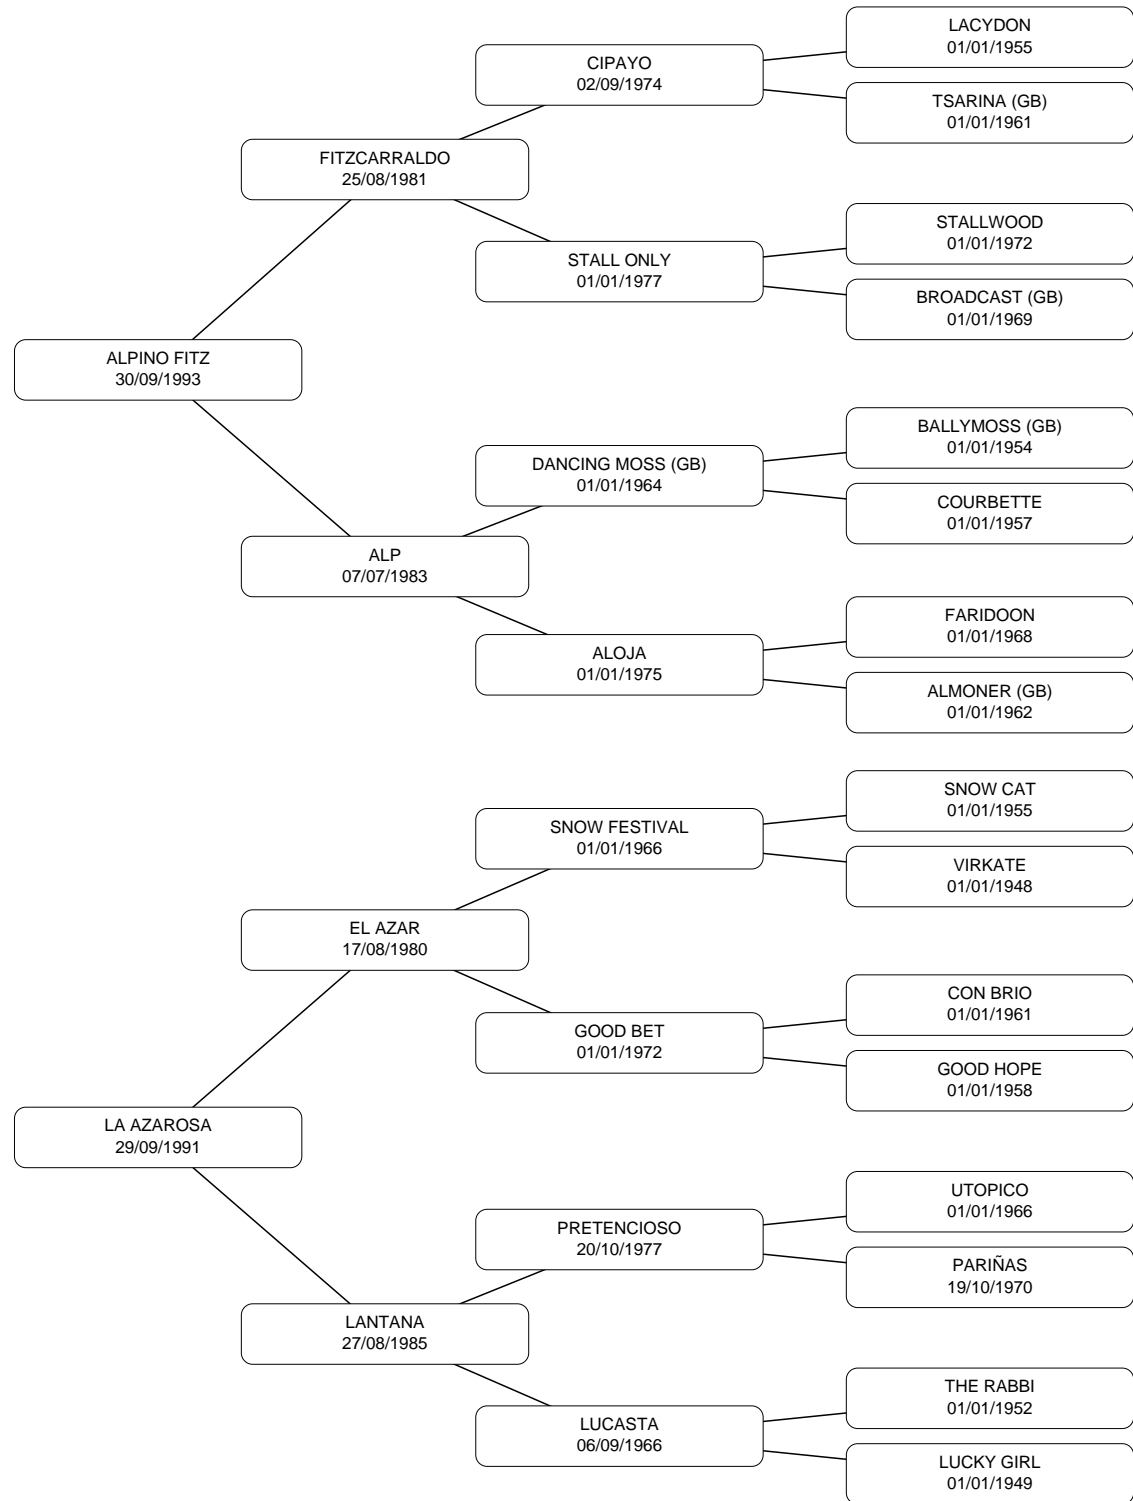 LACYDON
01/01/1955
CIPAYO
02/09/1974
TSARINA (GB)
01/01/1961
FITZCARRALDO
25/08/1981
STALLWOOD
01/01/1972
STALL ONLY
01/01/1977
BROADCAST (GB)
01/01/1969
ALPINO FITZ
30/09/1993
BALLYMOSS (GB)
01/01/1954
DANCING MOSS (GB)
01/01/1964
COURBETTE
01/01/1957
ALP
07/07/1983
FARIDOON
01/01/1968
ALOJA
01/01/1975
ALMONER (GB)
01/01/1962
SNOW CAT
01/01/1955
SNOW FESTIVAL
01/01/1966
VIRKATE
01/01/1948
EL AZAR
17/08/1980
CON BRIO
01/01/1961
GOOD BET
01/01/1972
GOOD HOPE
01/01/1958
LA AZAROSA
29/09/1991
UTOPICO
01/01/1966
PRETENCIOSO
20/10/1977
PARIÑAS
19/10/1970
LANTANA
27/08/1985
THE RABBI
01/01/1952
LUCASTA
06/09/1966
LUCKY GIRL
01/01/1949